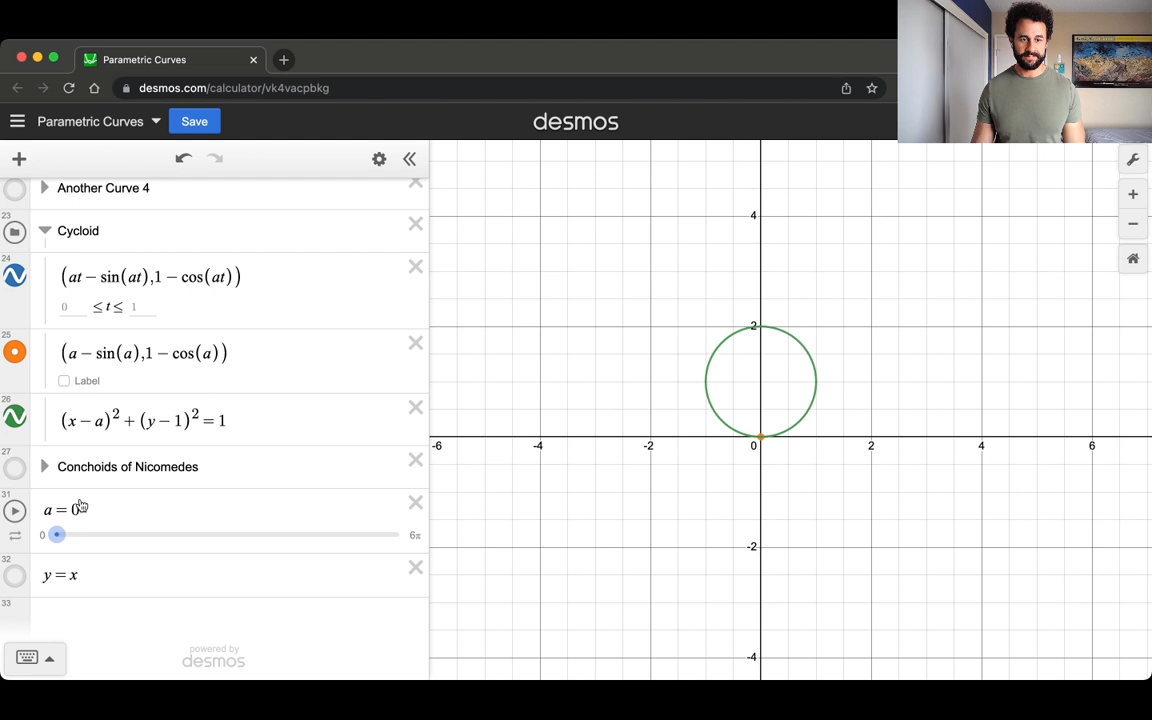 Parametric Curves
desmos.com/calculator/vk4vacpbkg
Parametric Curves Save desmos
Another Curve 4
23
Cycloid
24
(at − sin(at),1 − cos(at))
0 ≤ t ≤ 1
25
(a − sin(a),1 − cos(a))
Label
26
(x − a)² + (y − 1)² = 1
27
Conchoids of Nicomedes
31
a = 0
0 6π
32
y = x
33
powered by
desmos
4
2
-6 -4 -2 0 2 4 6
-2
-4